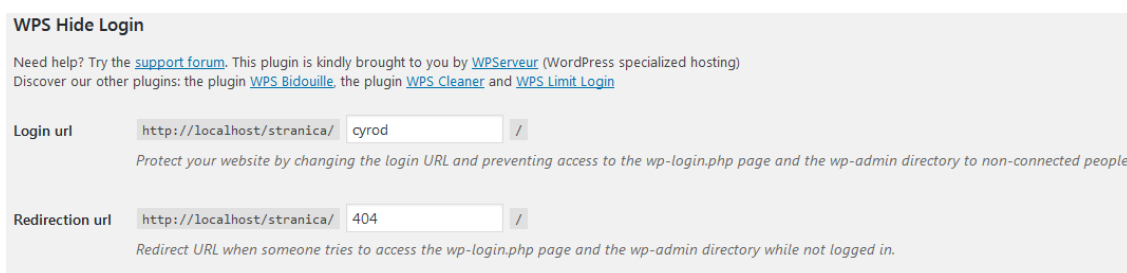 WPS Hide Login
Need help? Try the support forum. This plugin is kindly brought to you by WPServeur (WordPress specialized hosting)
Discover our other plugins: the plugin WPS Bidouille, the plugin WPS Cleaner and WPS Limit Login
Login url http://localhost/stranica/ cyrod /
Protect your website by changing the login URL and preventing access to the wp-login.php page and the wp-admin directory to non-connected people
Redirection url http://localhost/stranica/ 404 /
Redirect URL when someone tries to access the wp-login.php page and the wp-admin directory while not logged in.